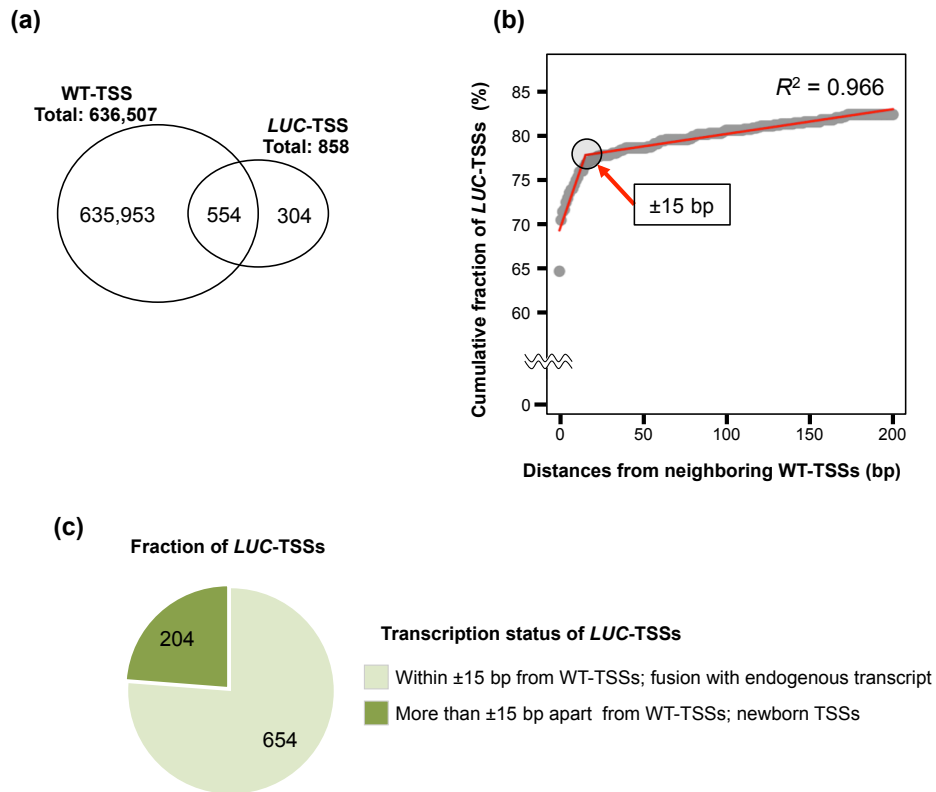 (a)
WT-TSS
Total: 636,507
LUC-TSS
Total: 858
635,953
554
304
(b)
Cumulative fraction of LUC-TSSs (%)
85
80
75
70
65
60
0
R² = 0.966
±15 bp
0
50
100
150
200
Distances from neighboring WT-TSSs (bp)
(c)
Fraction of LUC-TSSs
204
654
Transcription status of LUC-TSSs
Within ±15 bp from WT-TSSs; fusion with endogenous transcript
More than ±15 bp apart from WT-TSSs; newborn TSSs